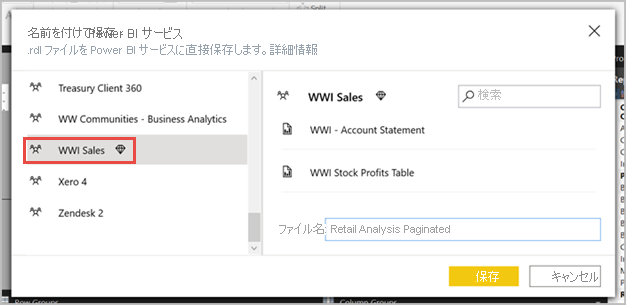 名前を付けて保存 Power BI サービス
.rdl ファイルを Power BI サービスに直接保存します。詳細情報
Treasury Client 360
WW Communities - Business Analytics
WWI Sales
Xero 4
Zendesk 2
WWI Sales
検索
WWI - Account Statement
WWI Stock Profits Table
ファイル名
Retail Analysis Paginated
保存
キャンセル
Row Groups
Column Groups